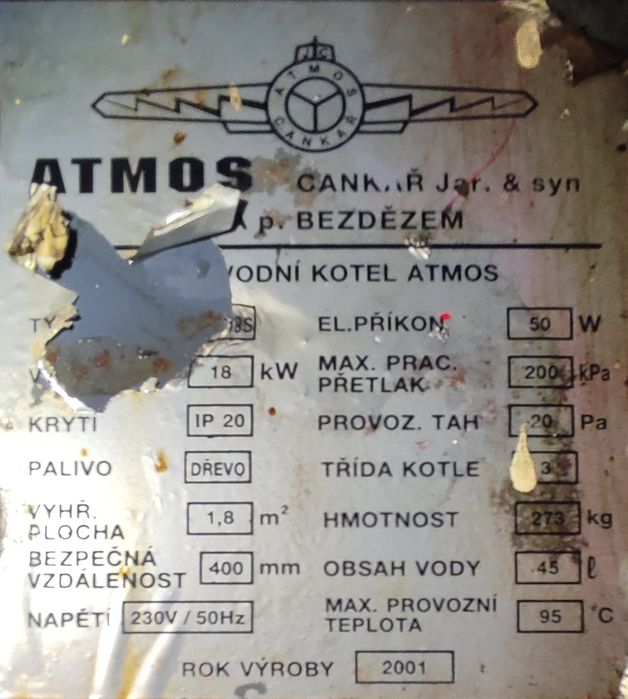 JC
ATMOS
CANKAŘ
ATMOS CANKAŘ Jar. & syn
p. BEZDĚZEM
VODNÍ KOTEL ATMOS
EL.PŘÍKON 50 W
18 kW MAX. PRAC. PŘETLAK 200 kPa
KRYTÍ IP 20 PROVOZ. TAH 20 Pa
PALIVO DŘEVO TŘÍDA KOTLE 3
VYHŘ. PLOCHA 1,8 m² HMOTNOST 273 kg
BEZPEČNÁ VZDÁLENOST 400 mm OBSAH VODY 45 ℓ
NAPĚTÍ 230V / 50Hz MAX. PROVOZNÍ TEPLOTA 95 °C
ROK VÝROBY 2001